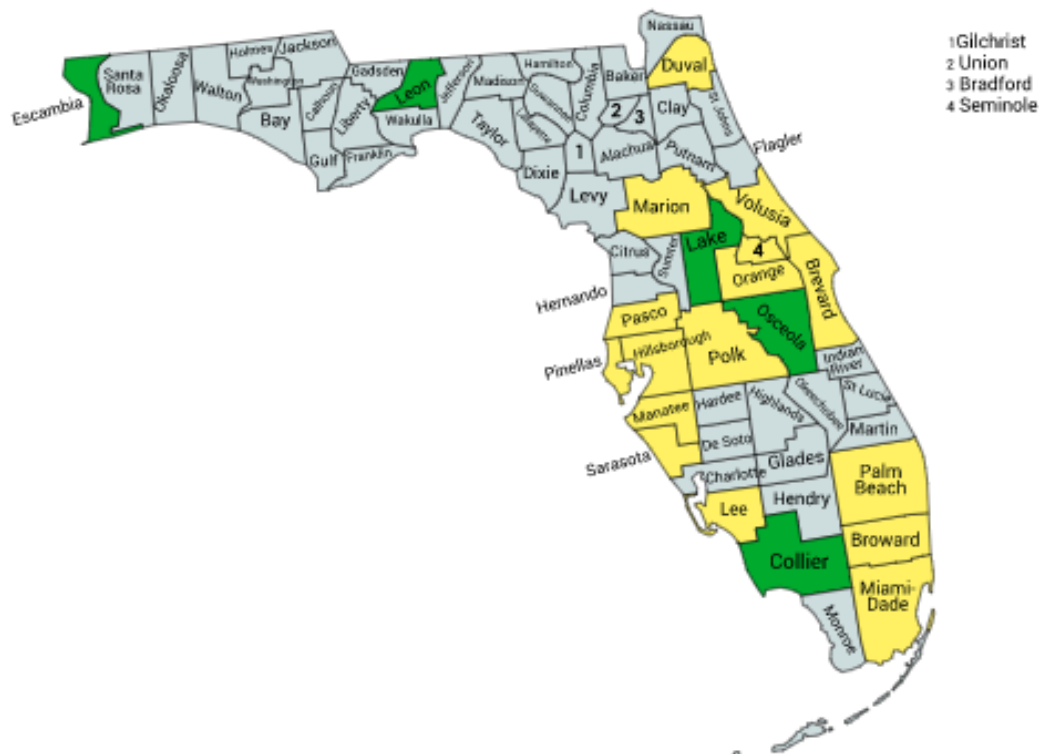 Nassau
Holmes
Jackson
Santa
Rosa
Okaloosa
Walton
Washington
Gadsden
Leon
Jefferson
Madison
Hamilton
Suwannee
Columbia
Baker
Duval
Escambia
Bay
Calhoun
Liberty
Wakulla
Taylor
Lafayette
2
3
Clay
St Johns
Gulf
Franklin
Dixie
1
Alachua
Putnam
Flagler
Levy
Marion
Volusia
Citrus
Sumter
Lake
4
Orange
Brevard
Hernando
Pasco
Osceola
Pinellas
Hillsborough
Polk
Indian
River
Manatee
Hardee
Highlands
St Lucie
Sarasota
De Soto
Martin
Charlotte
Glades
Lee
Hendry
Palm
Beach
Collier
Broward
Miami-
Dade
Monroe
1Gilchrist
2 Union
3 Bradford
4 Seminole